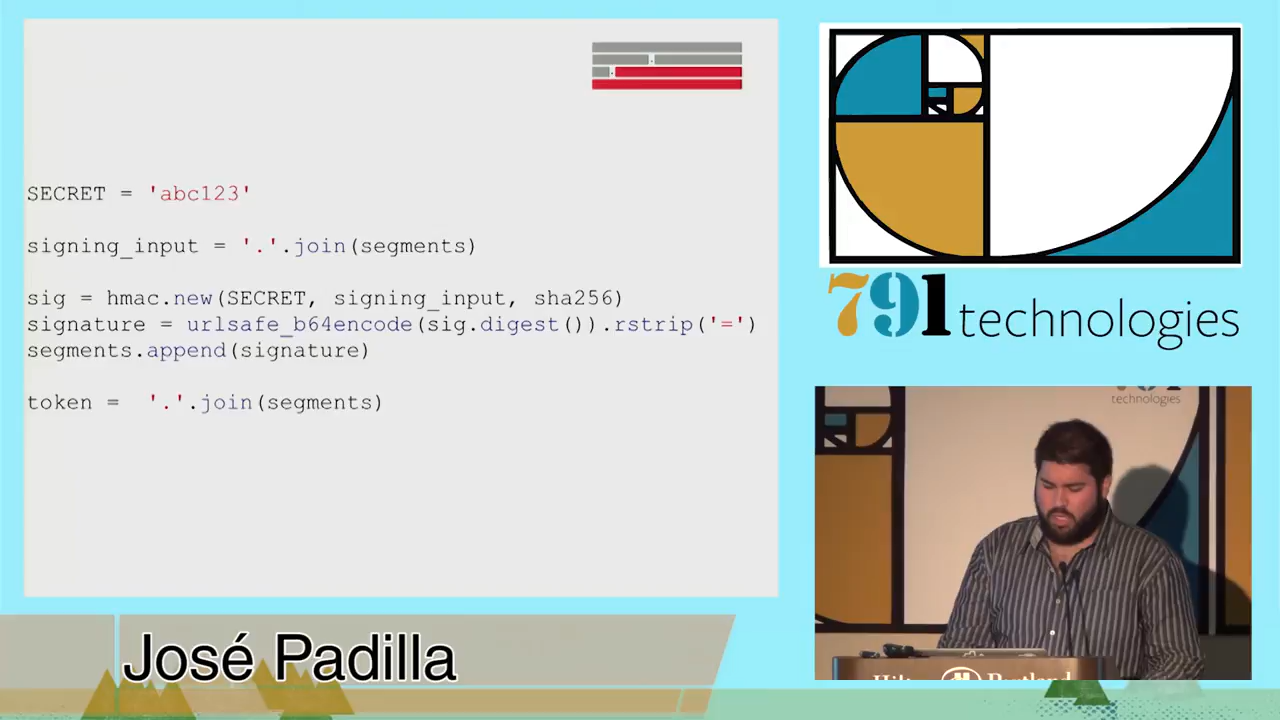 SECRET = 'abc123'
signing_input = '.'.join(segments)
sig = hmac.new(SECRET, signing_input, sha256)
signature = urlsafe_b64encode(sig.digest()).rstrip('=')
segments.append(signature)
token =  '.'.join(segments)
791 technologies
technologies
José Padilla